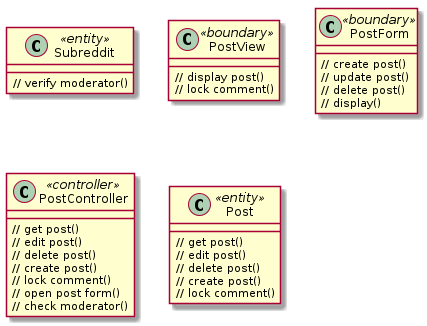 C «entity»
Subreddit
// verify moderator()
C «boundary»
PostView
// display post()
// lock comment()
C «boundary»
PostForm
// create post()
// update post()
// delete post()
// display()
C «controller»
PostController
// get post()
// edit post()
// delete post()
// create post()
// lock comment()
// open post form()
// check moderator()
C «entity»
Post
// get post()
// edit post()
// delete post()
// create post()
// lock comment()